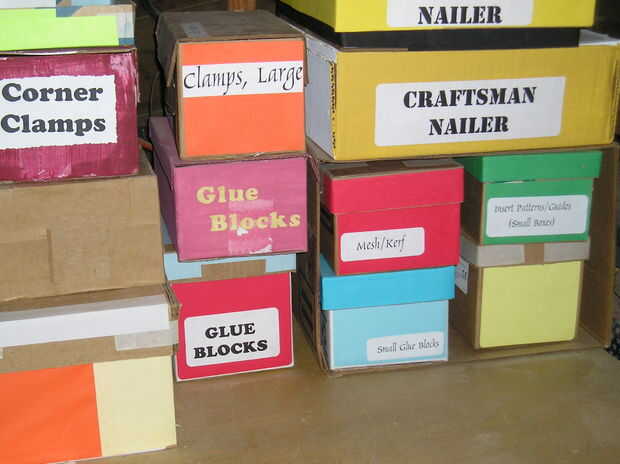 NAILER
Corner
Clamps
Clamps, Large
CRAFTSMAN
NAILER
Glue
Blocks
Insert Patterns/Guides
(Small Boxes)
Mesh/Kerf
GLUE
BLOCKS
Small Glue Blocks